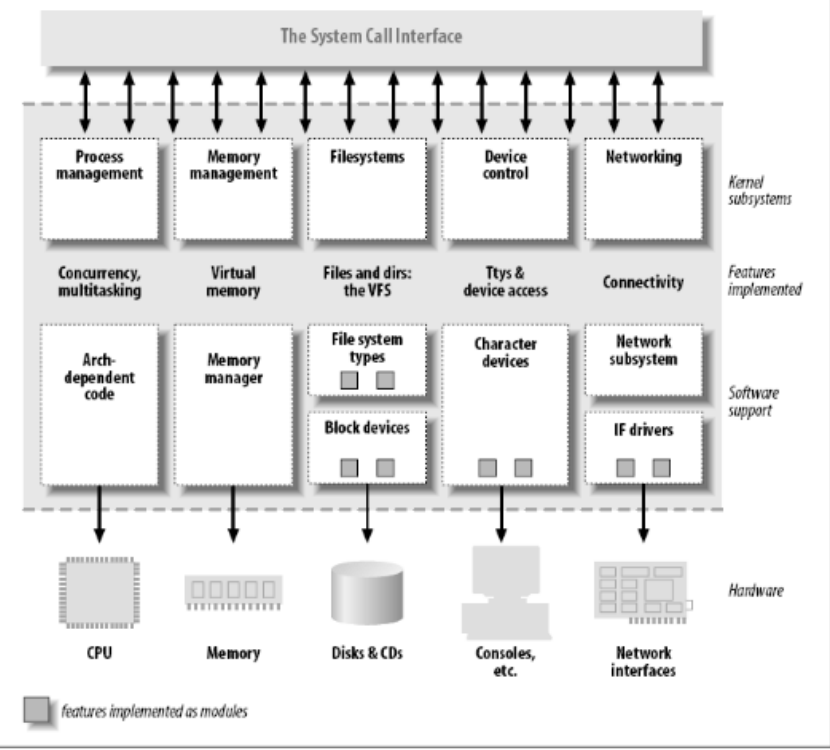 The System Call Interface
Process
management
Memory
management
Filesystems
Device
control
Networking
Kernel
subsystems
Concurrency,
multitasking
Virtual
memory
Files and dirs:
the VFS
Ttys &
device access
Connectivity
Features
implemented
Arch-
dependent
code
Memory
manager
File system
types
Block devices
Character
devices
Network
subsystem
IF drivers
Software
support
Hardware
CPU
Memory
Disks & CDs
Consoles,
etc.
Network
interfaces
features implemented as modules